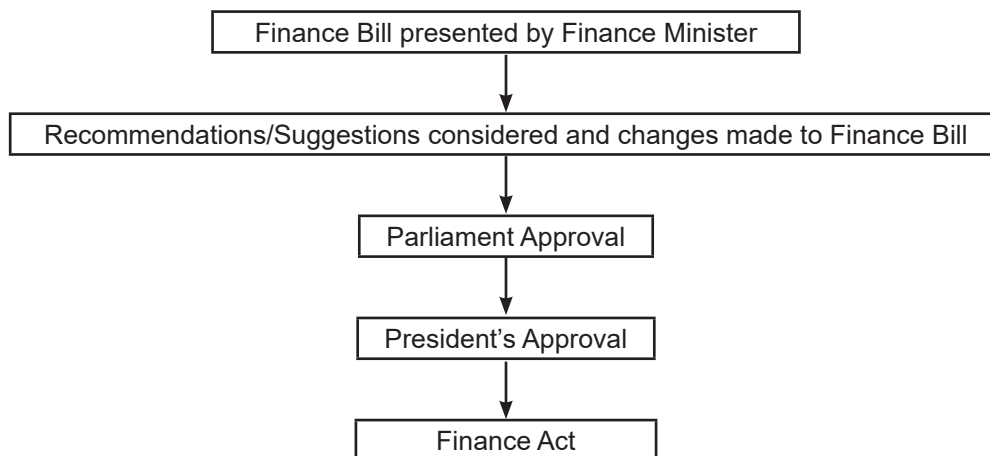 Finance Bill presented by Finance Minister
Recommendations/Suggestions considered and changes made to Finance Bill
Parliament Approval
President’s Approval
Finance Act